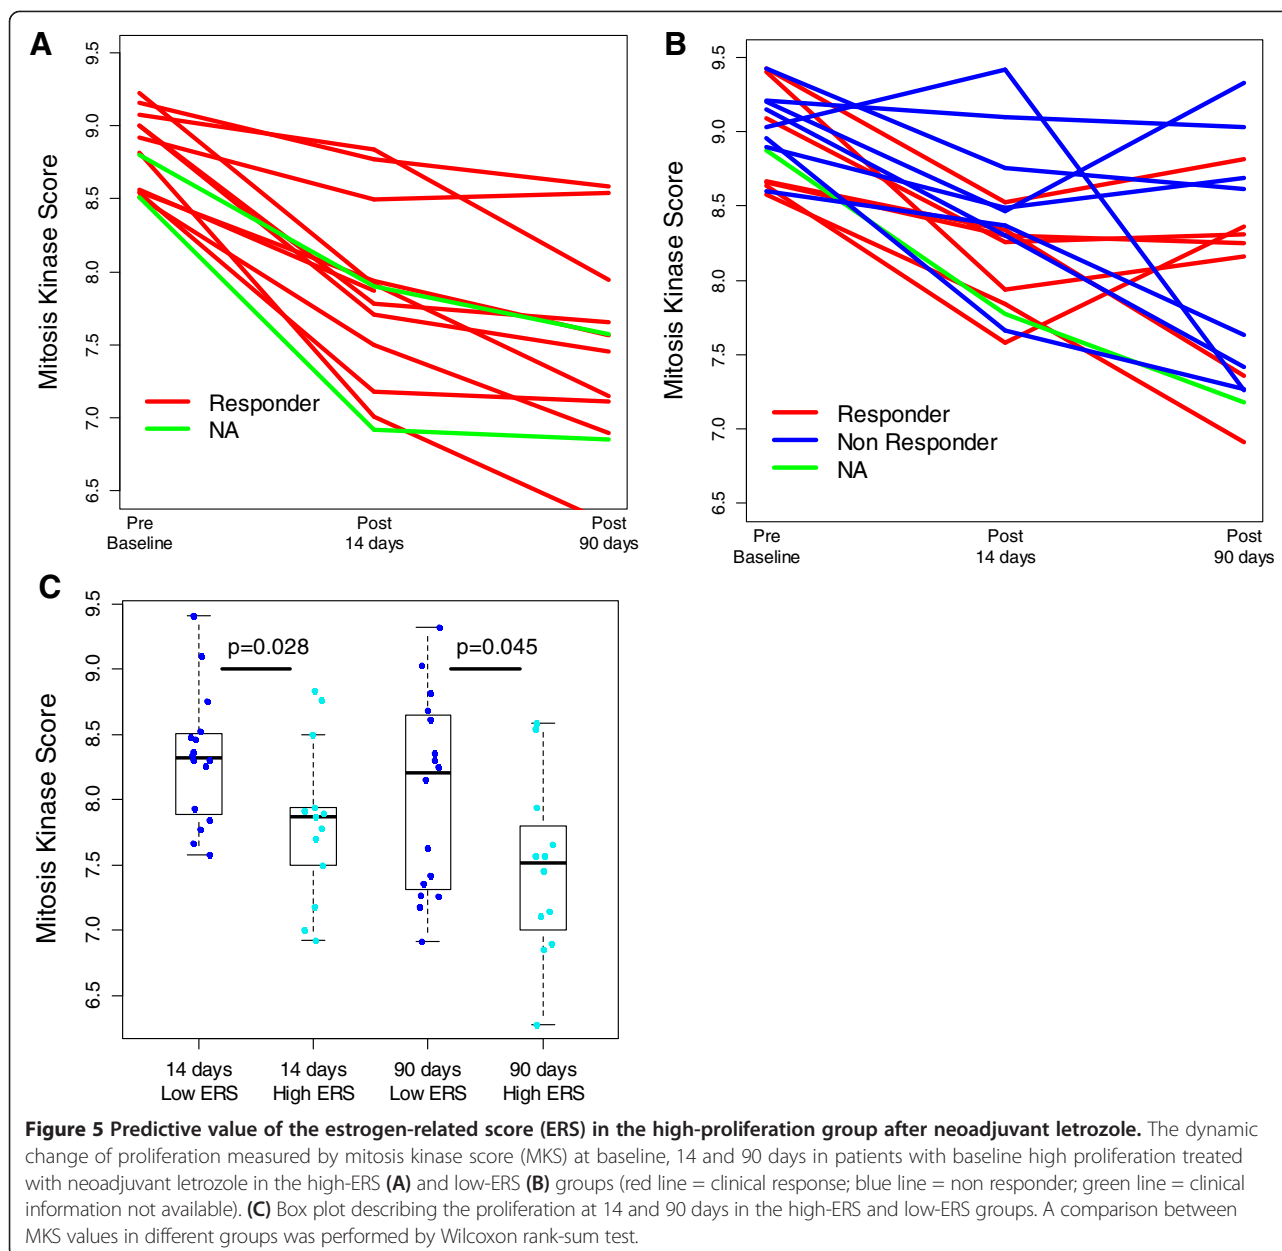 A
9.5
9.0
8.5
8.0
7.5
7.0
6.5
Mitosis Kinase Score
Responder
NA
Pre
Baseline
Post
14 days
Post
90 days
B
9.5
9.0
8.5
8.0
7.5
7.0
6.5
Mitosis Kinase Score
Responder
Non Responder
NA
Pre
Baseline
Post
14 days
Post
90 days
C
9.5
9.0
8.5
8.0
7.5
7.0
6.5
Mitosis Kinase Score
p=0.028
p=0.045
14 days
Low ERS
14 days
High ERS
90 days
Low ERS
90 days
High ERS
Figure 5 Predictive value of the estrogen-related score (ERS) in the high-proliferation group after neoadjuvant letrozole. The dynamic
change of proliferation measured by mitosis kinase score (MKS) at baseline, 14 and 90 days in patients with baseline high proliferation treated
with neoadjuvant letrozole in the high-ERS (A) and low-ERS (B) groups (red line = clinical response; blue line = non responder; green line = clinical
information not available). (C) Box plot describing the proliferation at 14 and 90 days in the high-ERS and low-ERS groups. A comparison between
MKS values in different groups was performed by Wilcoxon rank-sum test.